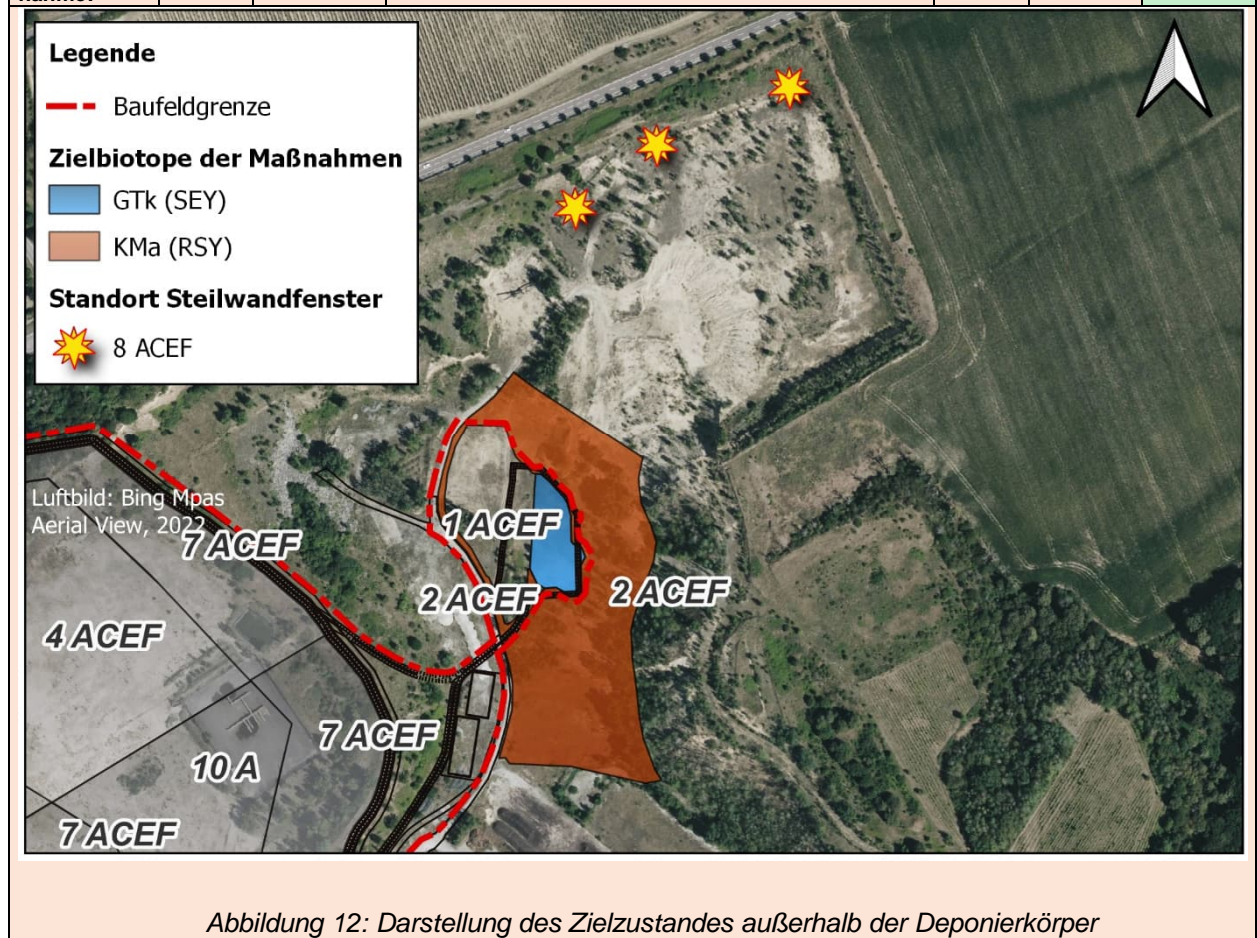 nahme:
Legende
Baufeldgrenze
Zielbiotope der Maßnahmen
GTk (SEY)
KMa (RSY)
Standort Steilwandfenster
8 ACEF
Luftbild: Bing Mpas
Aerial View, 2022
7 ACEF
1 ACEF
2 ACEF
2 ACEF
4 ACEF
7 ACEF
10 A
7 ACEF
Abbildung 12: Darstellung des Zielzustandes außerhalb der Deponierkörper